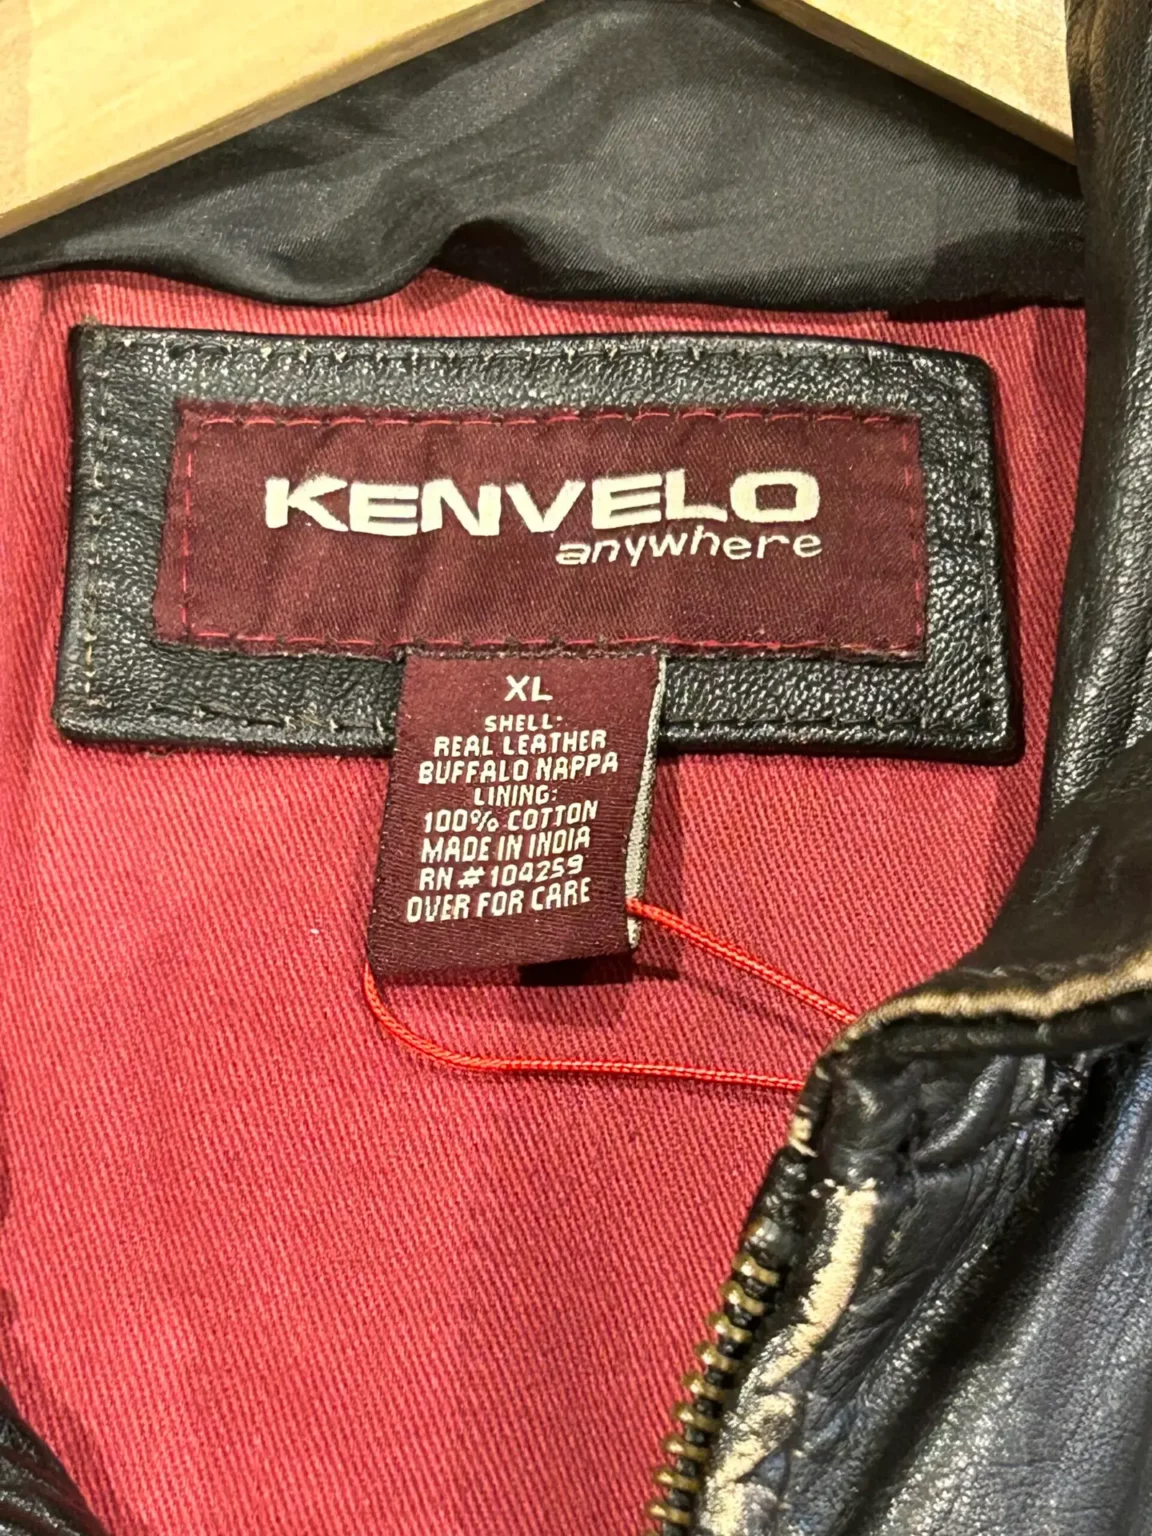 KENVELO
anywhere
XL
SHELL:
REAL LEATHER
BUFFALO NAPPA
LINING:
100% COTTON
MADE IN INDIA
RN # 104259
OVER FOR CARE